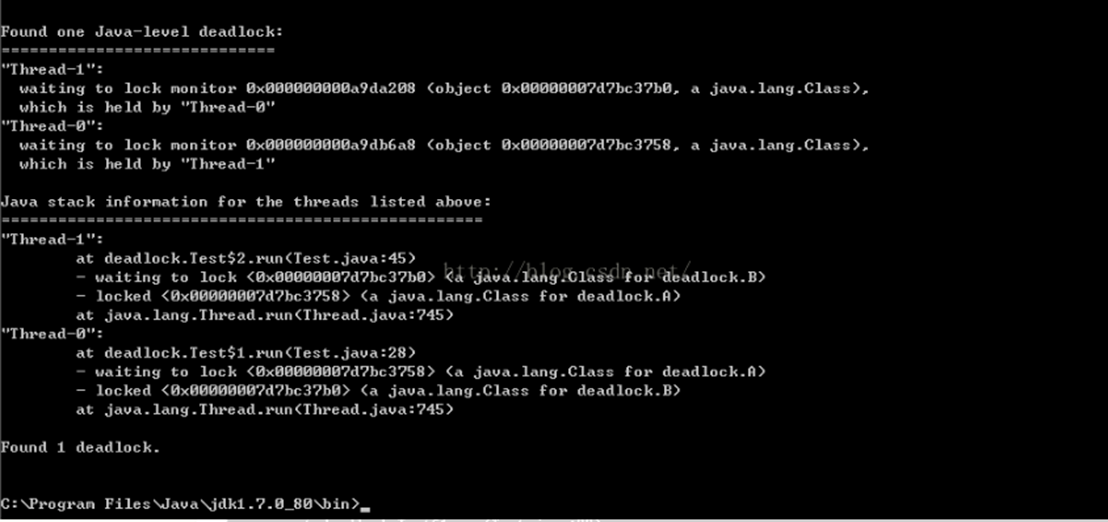 Found one Java-level deadlock:
=============================
"Thread-1":
  waiting to lock monitor 0x000000000a9da208 (object 0x00000007d7bc37b0, a java.lang.Class),
  which is held by "Thread-0"
"Thread-0":
  waiting to lock monitor 0x000000000a9db6a8 (object 0x00000007d7bc3758, a java.lang.Class),
  which is held by "Thread-1"
Java stack information for the threads listed above:
===================================================
"Thread-1":
        at deadlock.Test$2.run(Test.java:45)
http://blog.csdn.net/
        - waiting to lock <0x00000007d7bc37b0> (a java.lang.Class for deadlock.B)
        - locked <0x00000007d7bc3758> (a java.lang.Class for deadlock.A)
        at java.lang.Thread.run(Thread.java:745)
"Thread-0":
        at deadlock.Test$1.run(Test.java:28)
        - waiting to lock <0x00000007d7bc3758> (a java.lang.Class for deadlock.A)
        - locked <0x00000007d7bc37b0> (a java.lang.Class for deadlock.B)
        at java.lang.Thread.run(Thread.java:745)
Found 1 deadlock.
C:\Program Files\Java\jdk1.7.0_80\bin>_